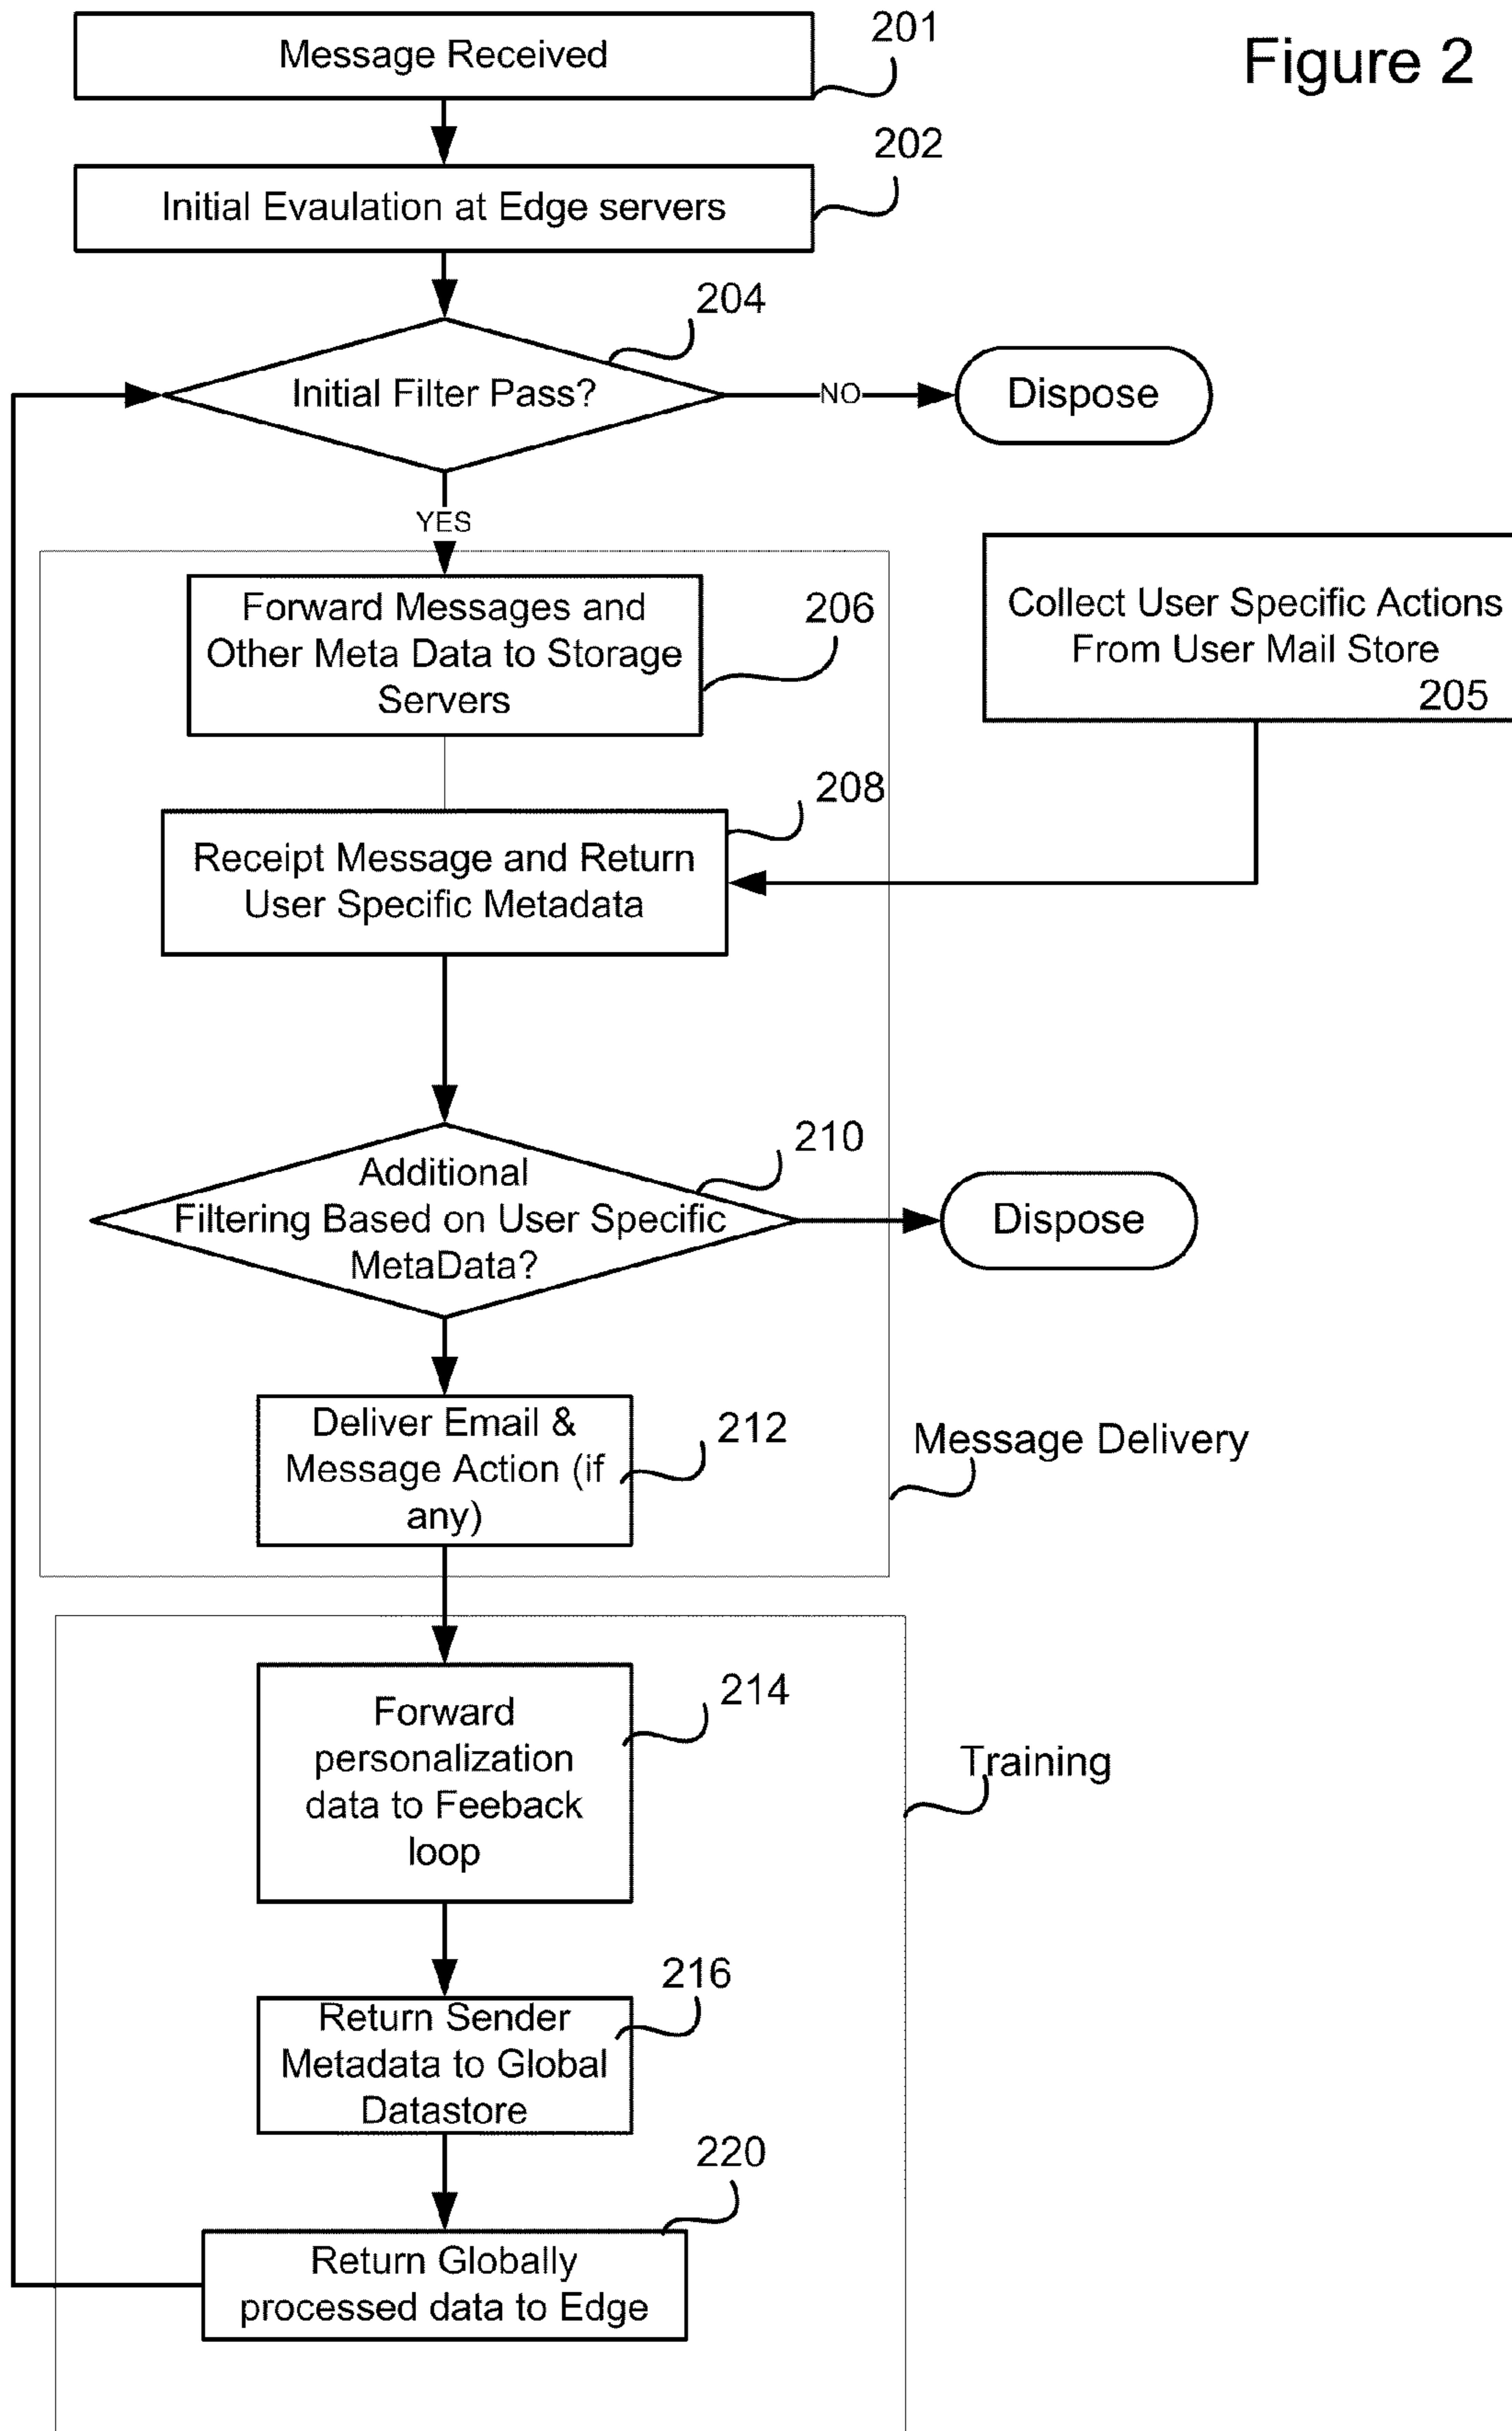 Figure 2
Message Received
201
Initial Evaulation at Edge servers
202
204
Initial Filter Pass?
NO
Dispose
YES
Forward Messages and
Other Meta Data to Storage
Servers
206
Collect User Specific Actions
From User Mail Store
205
208
Receipt Message and Return
User Specific Metadata
210
Additional
Filtering Based on User Specific
MetaData?
Dispose
Deliver Email &
Message Action (if
any)
212
Message Delivery
214
Forward
personalization
data to Feeback
loop
Training
216
Return Sender
Metadata to Global
Datastore
220
Return Globally
processed data to Edge